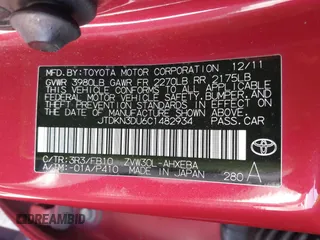 MFD.BY: TOYOTA MOTOR CORPORATION 12/11
GVWR 3980LB GAWR FR 2270LB RR 2175LB
THIS VEHICLE CONFORMS TO ALL APPLICABLE
FEDERAL MOTOR VEHICLE SAFETY, BUMPER, AND
THEFT PREVENTION STANDARDS IN EFFECT ON
THE DATE OF MANUFACTURE SHOWN ABOVE.
JTDKN3DU6C1482934 PASS.CAR
C/TR: 3R3/FB10 ZVW30L-AHXEBA
A/TM: -01A/P410 MADE IN JAPAN 280 A
TOYOTA
DREAMBID